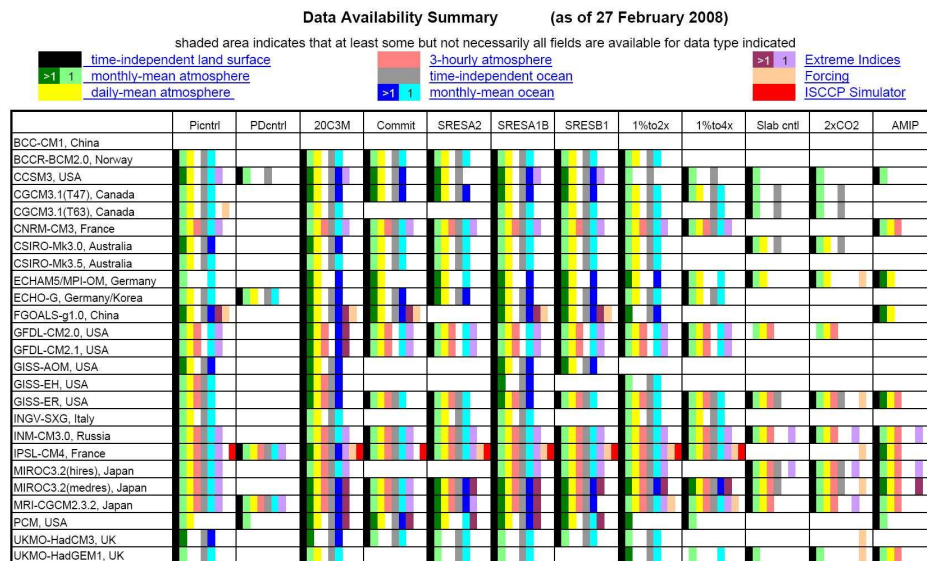 Data Availability Summary (as of 27 February 2008)
shaded area indicates that at least some but not necessarily all fields are available for data type indicated
time-independent land surface 3-hourly atmosphere >1 1 Extreme Indices
>1 1 monthly-mean atmosphere time-independent ocean Forcing
daily-mean atmosphere >1 1 monthly-mean ocean ISCCP Simulator
Picntrl PDcntrl 20C3M Commit SRESA2 SRESA1B SRESB1 1%to2x 1%to4x Slab cntl 2xCO2 AMIP
BCC-CM1, China
BCCR-BCM2.0, Norway
CCSM3, USA
CGCM3.1(T47), Canada
CGCM3.1(T63), Canada
CNRM-CM3, France
CSIRO-Mk3.0, Australia
CSIRO-Mk3.5, Australia
ECHAM5/MPI-OM, Germany
ECHO-G, Germany/Korea
FGOALS-g1.0, China
GFDL-CM2.0, USA
GFDL-CM2.1, USA
GISS-AOM, USA
GISS-EH, USA
GISS-ER, USA
INGV-SXG, Italy
INM-CM3.0, Russia
IPSL-CM4, France
MIROC3.2(hires), Japan
MIROC3.2(medres), Japan
MRI-CGCM2.3.2, Japan
PCM, USA
UKMO-HadCM3, UK
UKMO-HadGEM1, UK